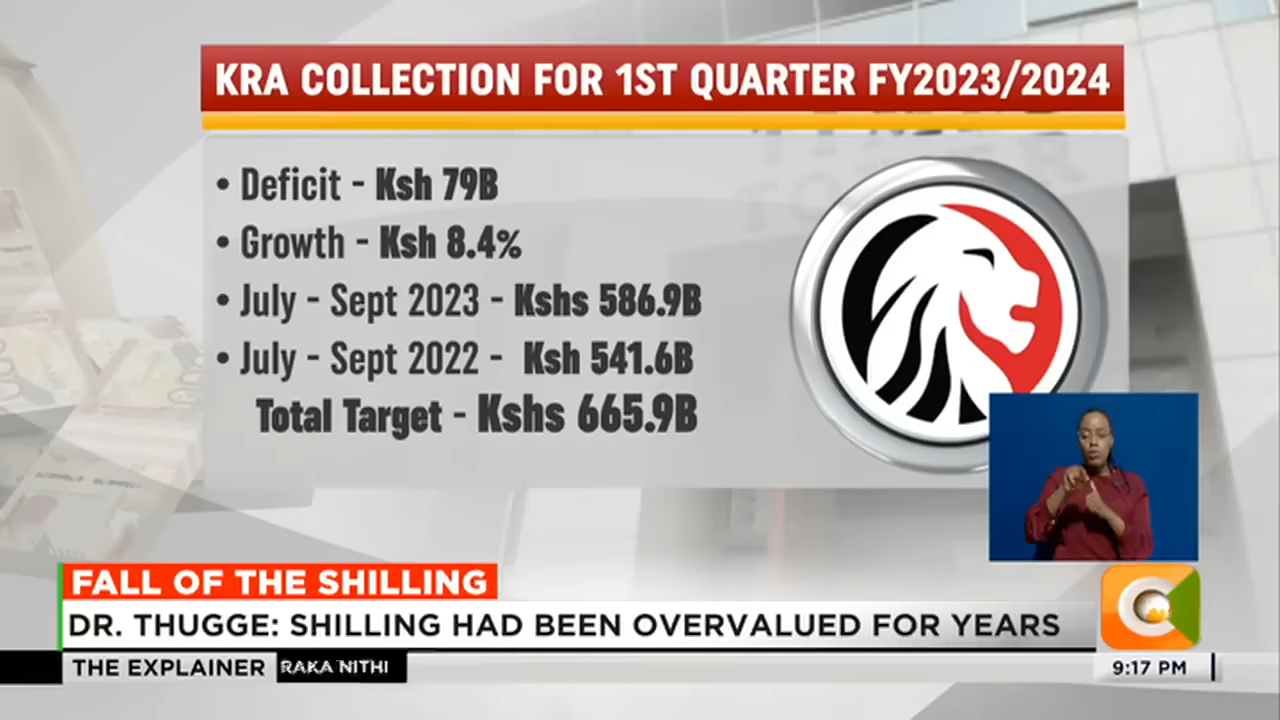 KRA COLLECTION FOR 1ST QUARTER FY2023/2024
• Deficit - Ksh 79B
• Growth - Ksh 8.4%
• July - Sept 2023 - Kshs 586.9B
• July - Sept 2022 - Ksh 541.6B
Total Target - Kshs 665.9B
FALL OF THE SHILLING
DR. THUGGE: SHILLING HAD BEEN OVERVALUED FOR YEARS
THE EXPLAINER RAKA NITHI
9:17 PM